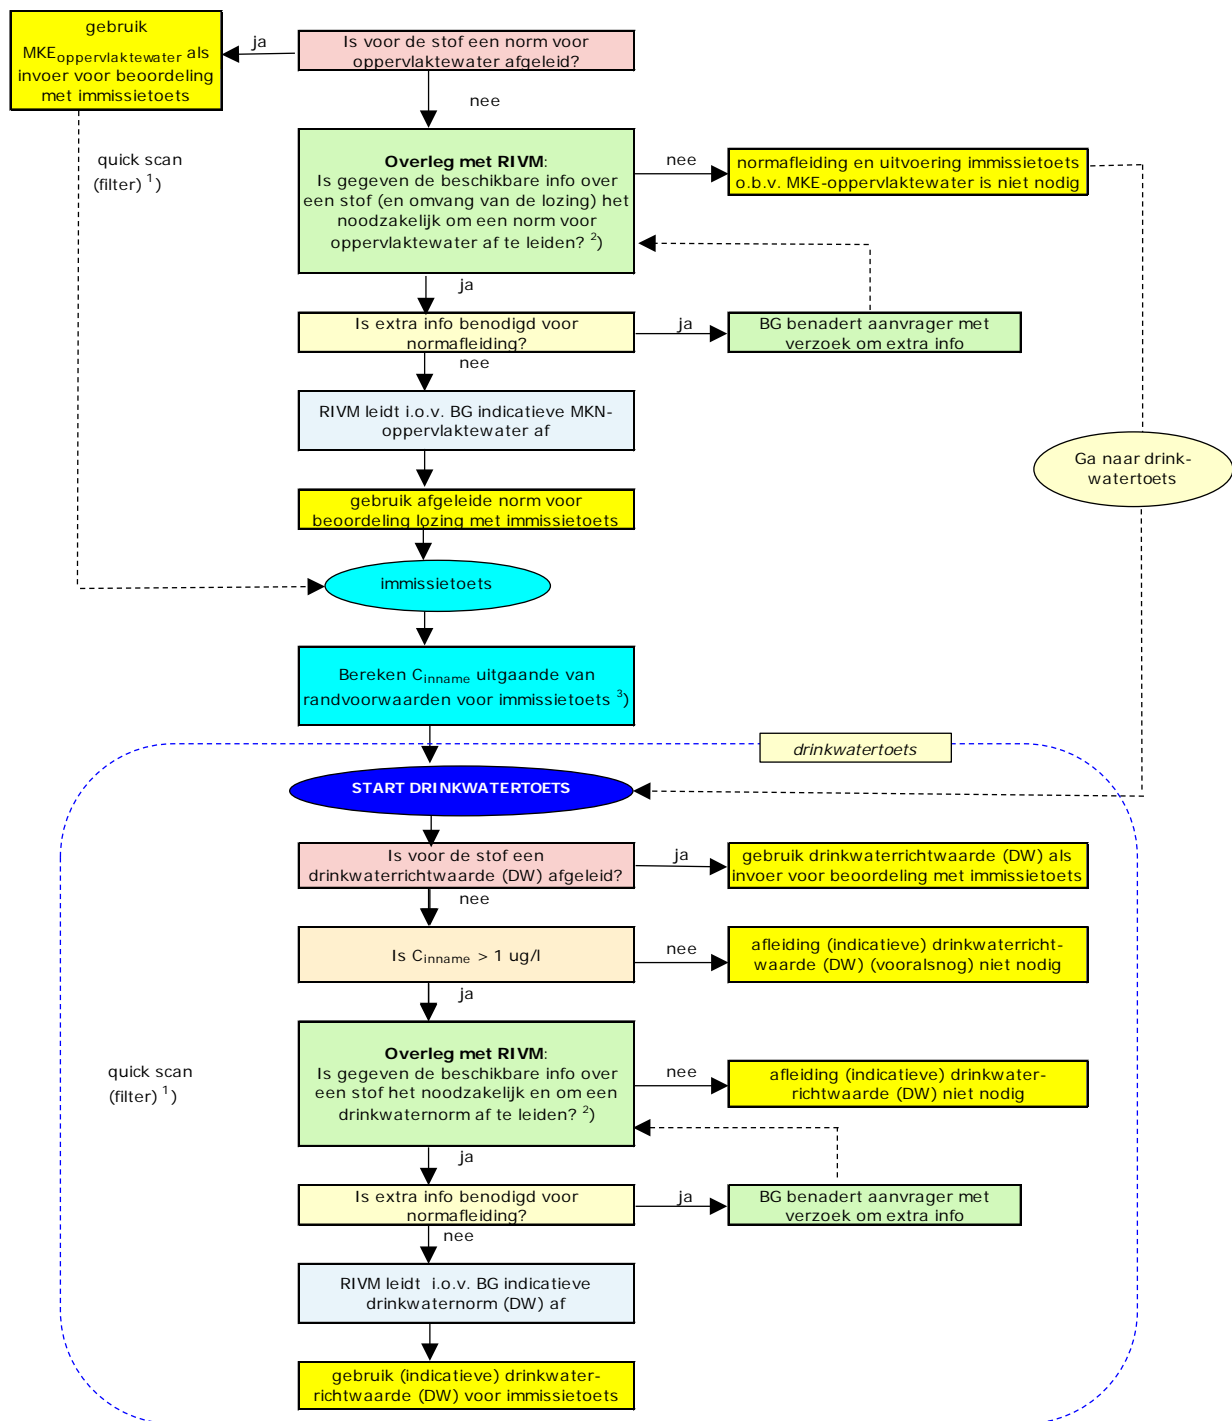 gebruik
MKEoppervlaktewater als
invoer voor beoordeling
met immissietoets
ja
Is voor de stof een norm voor
oppervlaktewater afgeleid?
nee
quick scan
(filter) 1)
Overleg met RIVM:
Is gegeven de beschikbare info over
een stof (en omvang van de lozing) het
noodzakelijk om een norm voor
oppervlaktewater af te leiden? 2)
nee
normafleiding en uitvoering immissietoets
o.b.v. MKE-oppervlaktewater is niet nodig
ja
Is extra info benodigd voor
normafleiding?
ja
BG benadert aanvrager met
verzoek om extra info
nee
RIVM leidt i.o.v. BG indicatieve MKN-
oppervlaktewater af
Ga naar drink-
watertoets
gebruik afgeleide norm voor
beoordeling lozing met immissietoets
immissietoets
Bereken Cinname uitgaande van
randvoorwaarden voor immissietoets 3)
drinkwatertoets
START DRINKWATERTOETS
Is voor de stof een
drinkwaterrichtwaarde (DW) afgeleid?
ja
gebruik drinkwaterrichtwaarde (DW) als
invoer voor beoordeling met immissietoets
nee
Is Cinname > 1 ug/l
nee
afleiding (indicatieve) drinkwaterricht-
waarde (DW) (vooralsnog) niet nodig
ja
quick scan
(filter) 1)
Overleg met RIVM:
Is gegeven de beschikbare info over
een stof het noodzakelijk en om een
drinkwaternorm af te leiden? 2)
nee
afleiding (indicatieve) drinkwater-
richtwaarde (DW) niet nodig
ja
Is extra info benodigd voor
normafleiding?
ja
BG benadert aanvrager met
verzoek om extra info
nee
RIVM leidt i.o.v. BG indicatieve
drinkwaternorm (DW) af
gebruik (indicatieve) drinkwater-
richtwaarde (DW) voor immissietoets